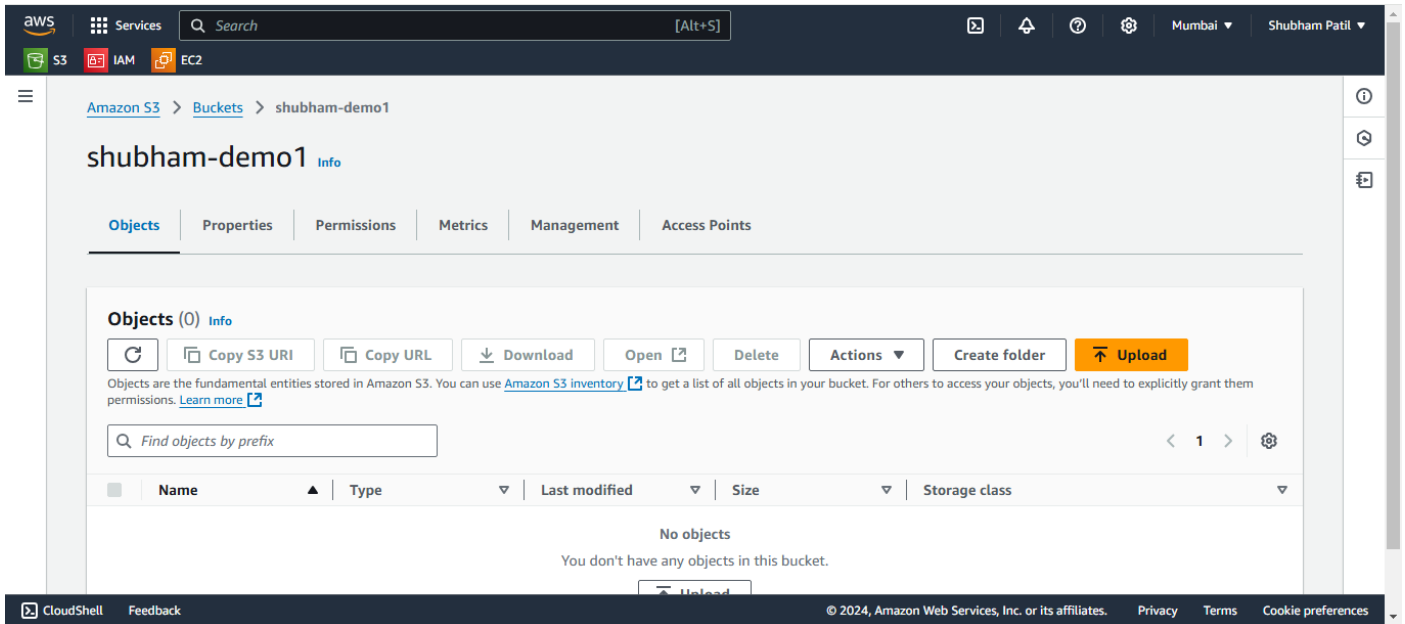 aws Services Search [Alt+S] Mumbai Shubham Patil
S3 IAM EC2
Amazon S3 > Buckets > shubham-demo1
shubham-demo1 Info
Objects Properties Permissions Metrics Management Access Points
Objects (0) Info
Copy S3 URI Copy URL Download Open Delete Actions Create folder Upload
Objects are the fundamental entities stored in Amazon S3. You can use Amazon S3 inventory to get a list of all objects in your bucket. For others to access your objects, you'll need to explicitly grant them
permissions. Learn more
Find objects by prefix < 1 >
Name Type Last modified Size Storage class
No objects
You don't have any objects in this bucket.
Upload
CloudShell Feedback © 2024, Amazon Web Services, Inc. or its affiliates. Privacy Terms Cookie preferences